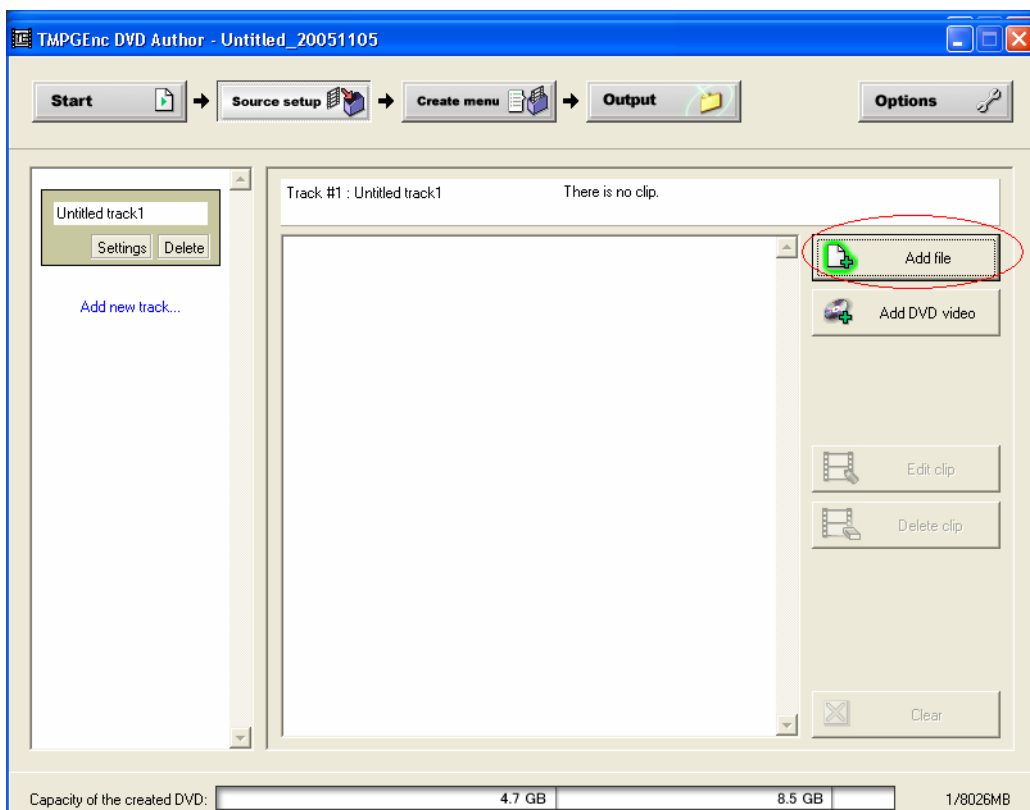 TMPGEnc DVD Author - Untitled_20051105
Start
Source setup
Create menu
Output
Options
Untitled track1
Settings
Delete
Add new track...
Track #1 : Untitled track1
There is no clip.
Add file
Add DVD video
Edit clip
Delete clip
Clear
Capacity of the created DVD:
4.7 GB
8.5 GB
1/8026MB